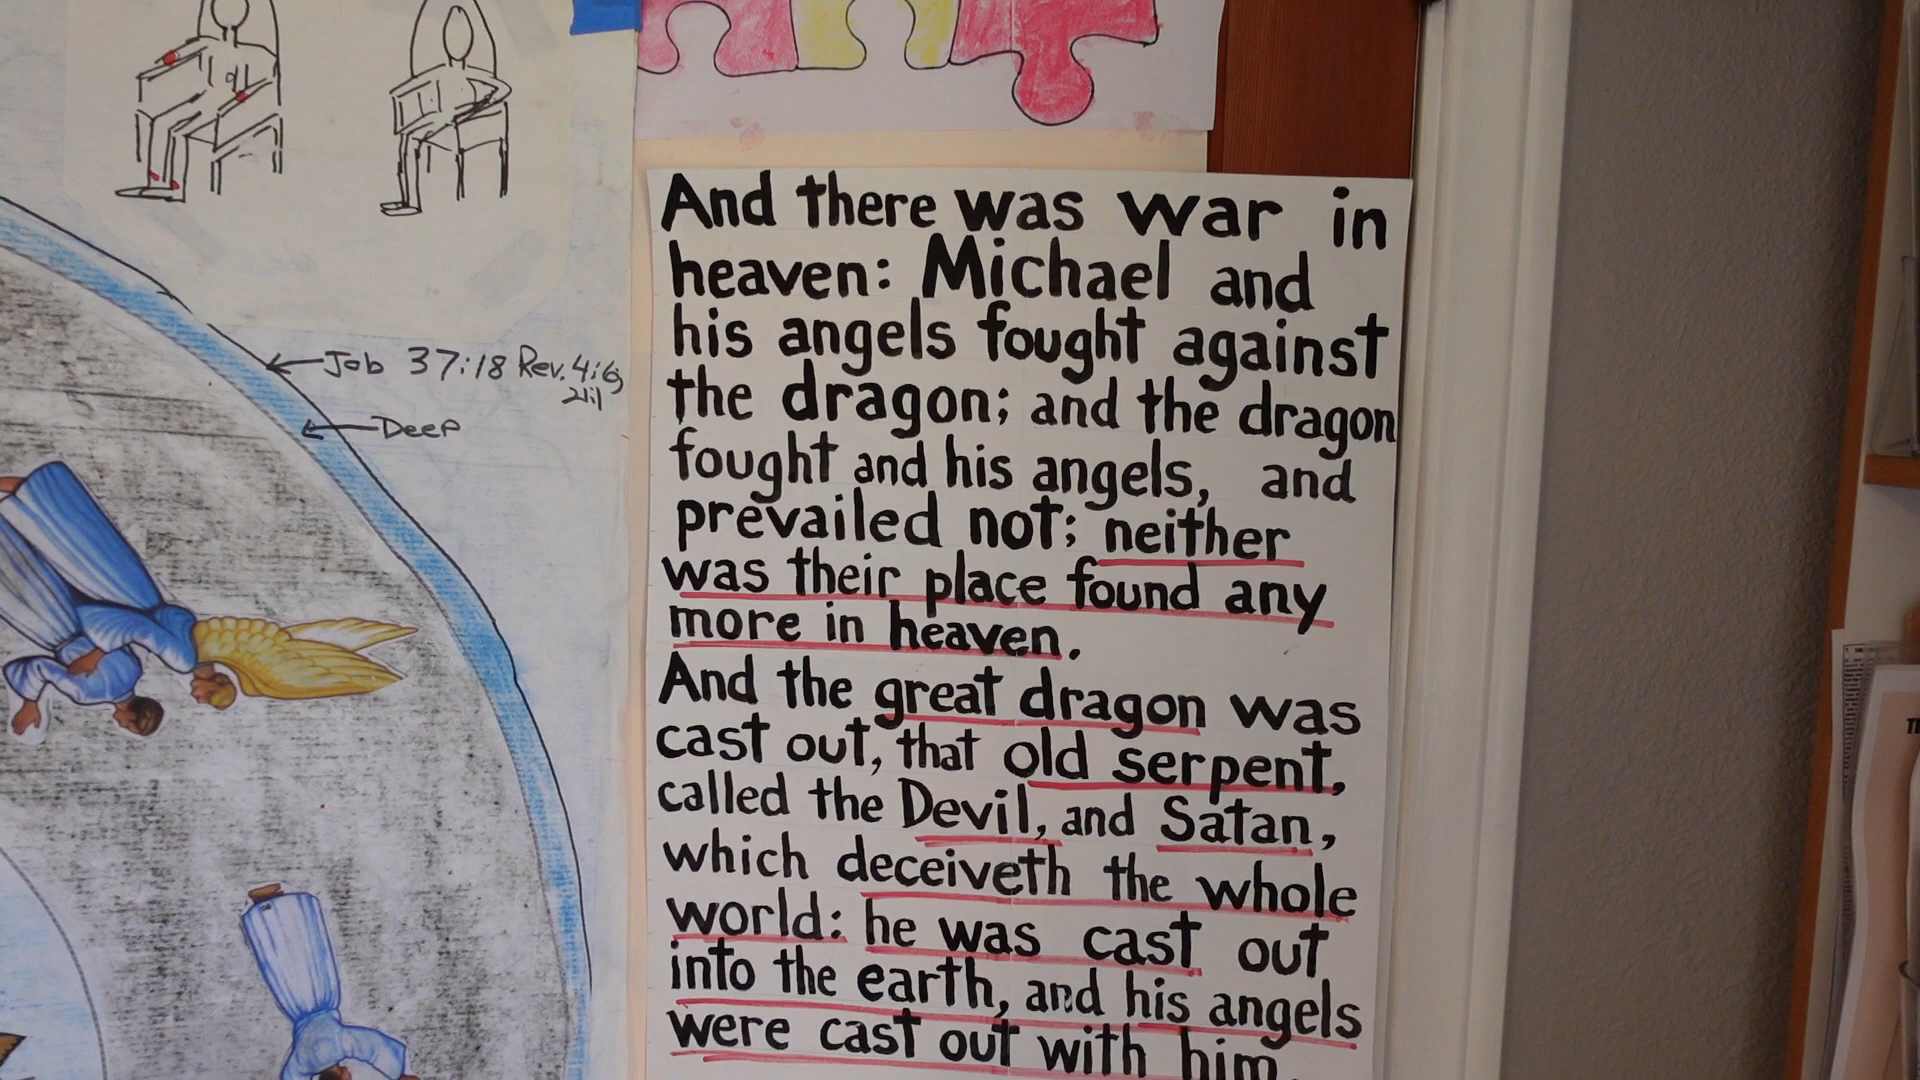 Job 37:18 Rev. 4:6,
21:1
Deep
And there was war in
heaven: Michael and
his angels fought against
the dragon; and the dragon
fought and his angels, and
prevailed not; neither
was their place found any
more in heaven.
And the great dragon was
cast out, that old serpent,
called the Devil, and Satan,
which deceiveth the whole
world: he was cast out
into the earth, and his angels
were cast out with him.